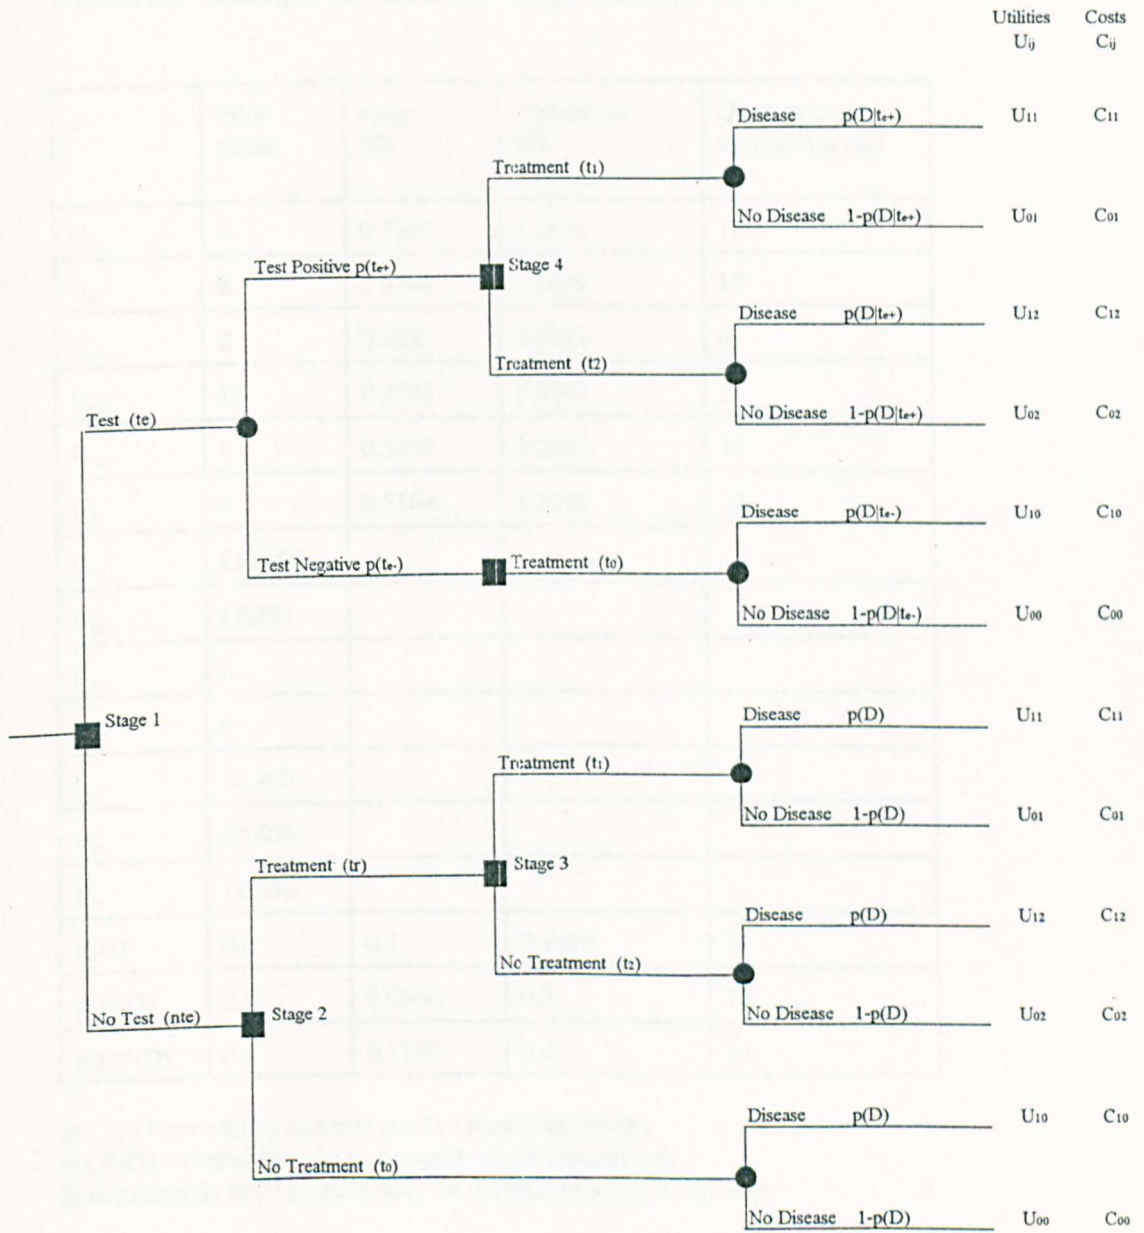 Utilities Costs
Uij Cij
Disease p(D|te+) U11 C11
Treatment (t1)
No Disease 1-p(D|te+) U01 C01
Test Positive p(te+) Stage 4
Disease p(D|te+) U12 C12
Treatment (t2)
No Disease 1-p(D|te+) U02 C02
Test (te)
Disease p(D|te-) U10 C10
Test Negative p(te-) Treatment (t0)
No Disease 1-p(D|te-) U00 C00
Stage 1
Disease p(D) U11 C11
Treatment (t1)
No Disease 1-p(D) U01 C01
Treatment (tr) Stage 3
Disease p(D) U12 C12
No Treatment (t2)
No Disease 1-p(D) U02 C02
No Test (nte) Stage 2
Disease p(D) U10 C10
No Treatment (t0)
No Disease 1-p(D) U00 C00